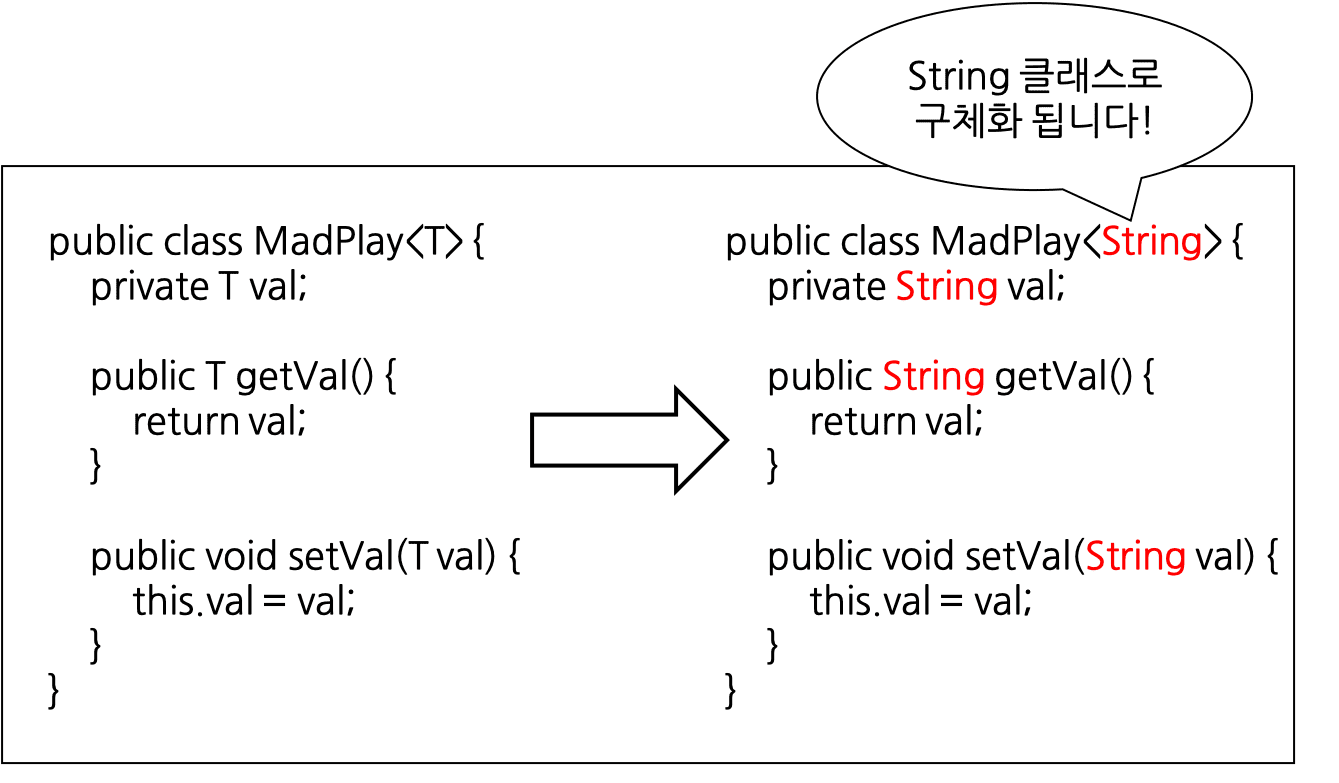 String 클래스로
구체화 됩니다!
public class MadPlay<T> {
private T val;
public T getVal() {
return val;
}
public void setVal(T val) {
this.val = val;
}
}
public class MadPlay<String> {
private String val;
public String getVal() {
return val;
}
public void setVal(String val) {
this.val = val;
}
}